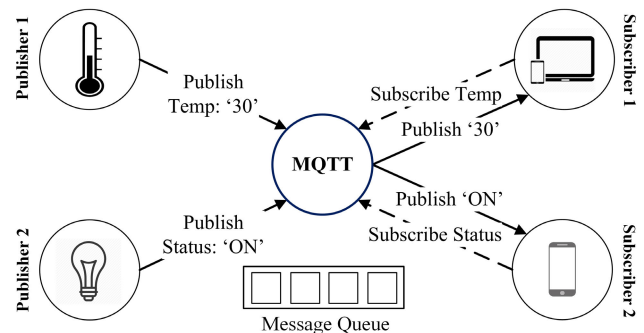 Publisher 1
Publish
Temp: ‘30’
Subscribe Temp
Publish ‘30’
Subscriber 1
MQTT
Publisher 2
Publish
Status: ‘ON’
Publish ‘ON’
Subscribe Status
Subscriber 2
Message Queue